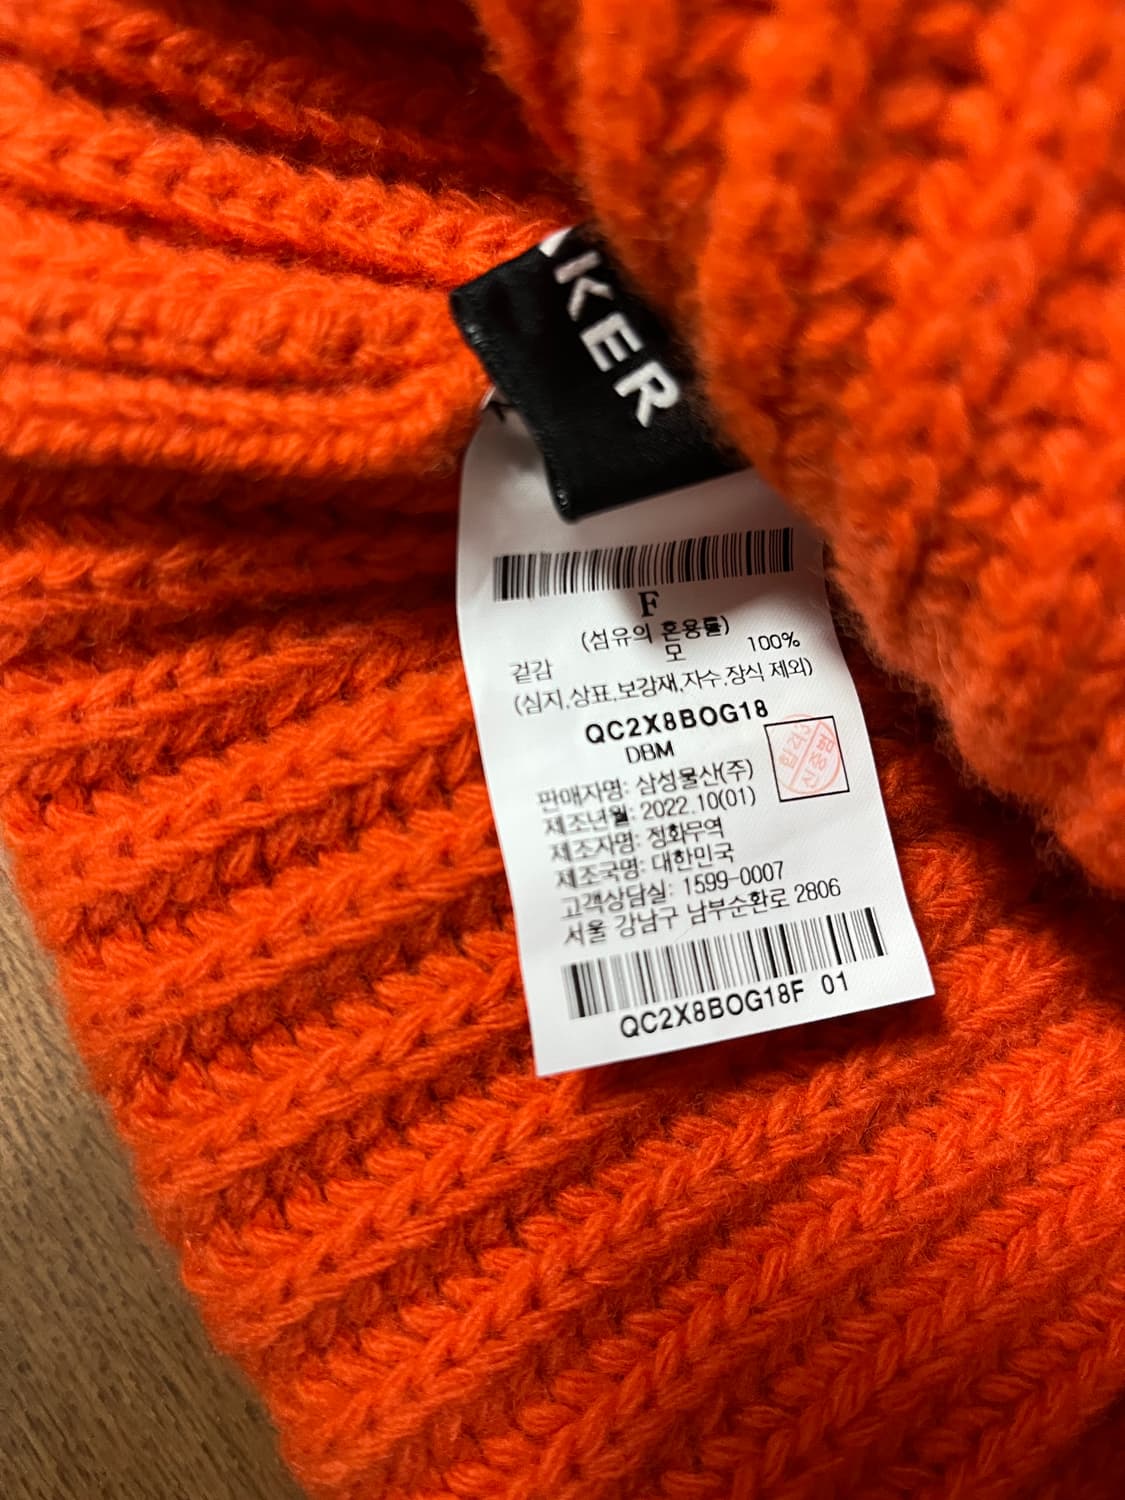 KER
F
(섬유의 혼용률)
겉감 모 100%
(심지,상표,보강재,자수,장식 제외)
QC2X8BOG18
DBM
판매자명: 삼성물산(주)
제조년월: 2022.10(01)
제조자명: 정화무역
제조국명: 대한민국
고객상담실: 1599-0007
서울 강남구 남부순환로 2806
QC2X8BOG18F 01